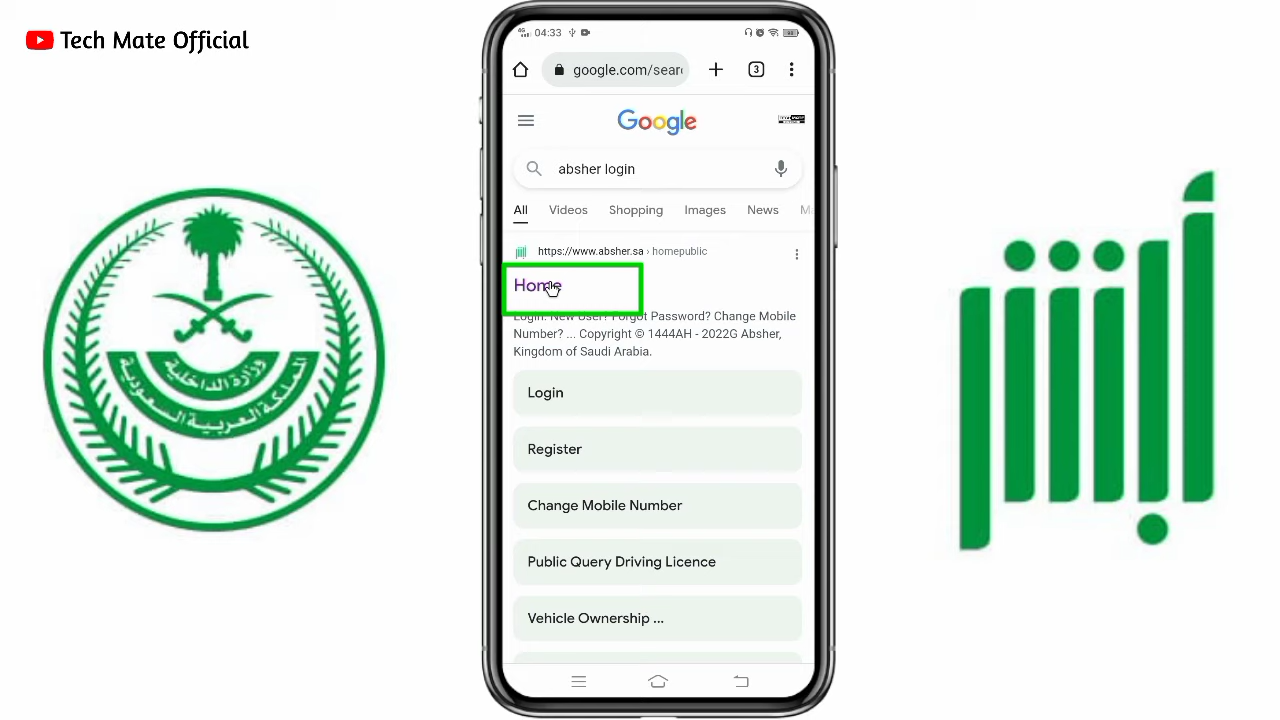 Tech Mate Official
4G 04:33
google.com/sear
3
Google
absher login
All Videos Shopping Images News
https://www.absher.sa › homepublic
Home
Login. New User? Forgot Password? Change Mobile
Number? ... Copyright © 1444AH - 2022G Absher,
Kingdom of Saudi Arabia.
Login
Register
Change Mobile Number
Public Query Driving Licence
Vehicle Ownership ...
وزارة الداخلية
المملكة العربية السعودية
أبشر